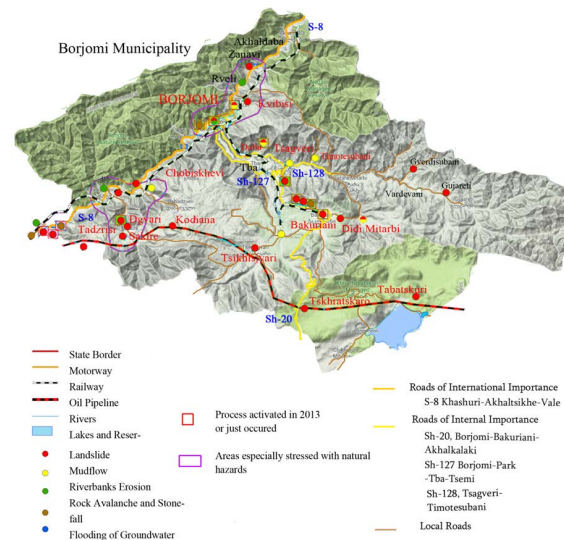 Borjomi Municipality
S-8
Akhaldaba
Zanavi
Rveli
BORJOMI
Kvibisi
Daba
Tsagveri
Timotesubani
Tba
Sh-128
Sh-127
Gverdisubani
Chobiskhevi
Vardevani
Gujareti
S-8
Dgvari
Kodiana
Tadzrisi
Sakire
Bakuriani
Didi Mitarbi
Tsikhisjvari
Tabatskuri
Tskhratskaro
Sh-20
State Border
Motorway
Railway
Oil Pipeline
Rivers
Lakes and Reser-
Landslide
Mudflow
Riverbanks Erosion
Rock Avalanche and Stone-
fall
Flooding of Groundwater
Process activated in 2013
or just occured
Areas especially stressed with natural
hazards
Roads of International Importance
S-8 Khashuri-Akhaltsikhe-Vale
Roads of Internal Importance
Sh-20, Borjomi-Bakuriani-
Akhalkalaki
Sh-127 Borjomi-Park
-Tba-Tsemi
Sh-128, Tsagveri-
Timotesubani
Local Roads